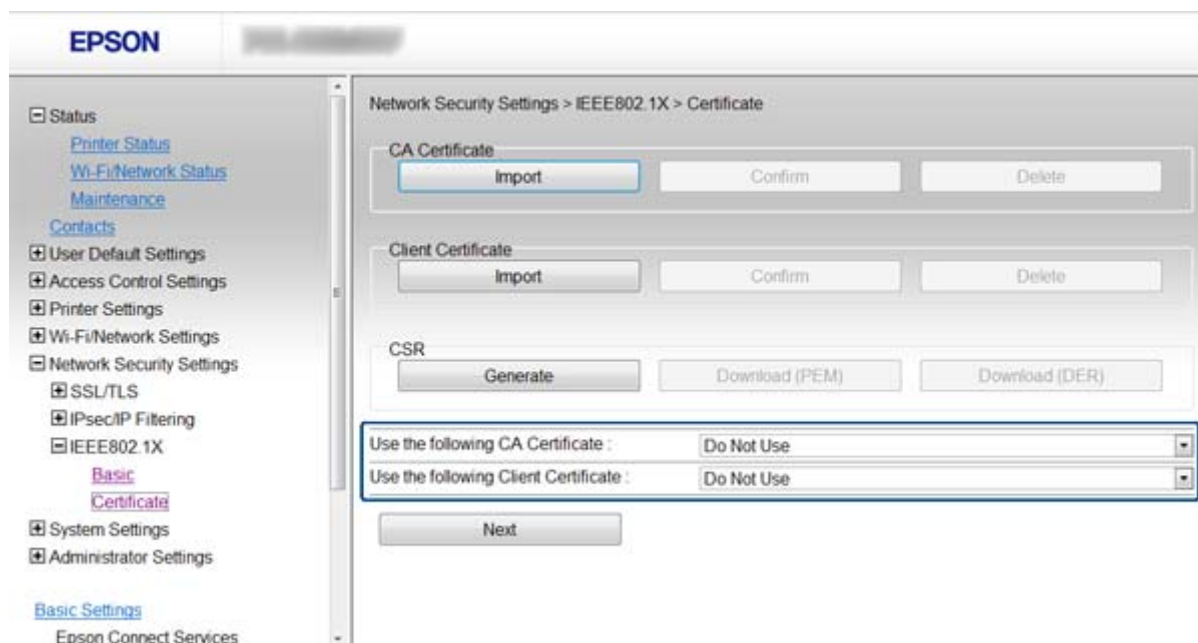 EPSON
Status
Printer Status
Wi-Fi/Network Status
Maintenance
Contacts
User Default Settings
Access Control Settings
Printer Settings
Wi-Fi/Network Settings
Network Security Settings
SSL/TLS
IPsec/IP Filtering
IEEE802.1X
Basic
Certificate
System Settings
Administrator Settings
Basic Settings
Epson Connect Services
Network Security Settings > IEEE802.1X > Certificate
CA Certificate
Import Confirm Delete
Client Certificate
Import Confirm Delete
CSR
Generate Download (PEM) Download (DER)
Use the following CA Certificate : Do Not Use
Use the following Client Certificate : Do Not Use
Next